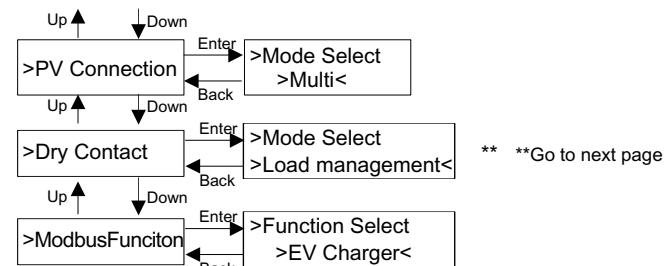 Up Down
Enter
>PV Connection
>Mode Select
>Multi<
Back
Up Down
Enter
>Dry Contact
>Mode Select
>Load management<
** **Go to next page
Back
Up Down
Enter
>ModbusFunciton
>Function Select
>EV Charger<
Back